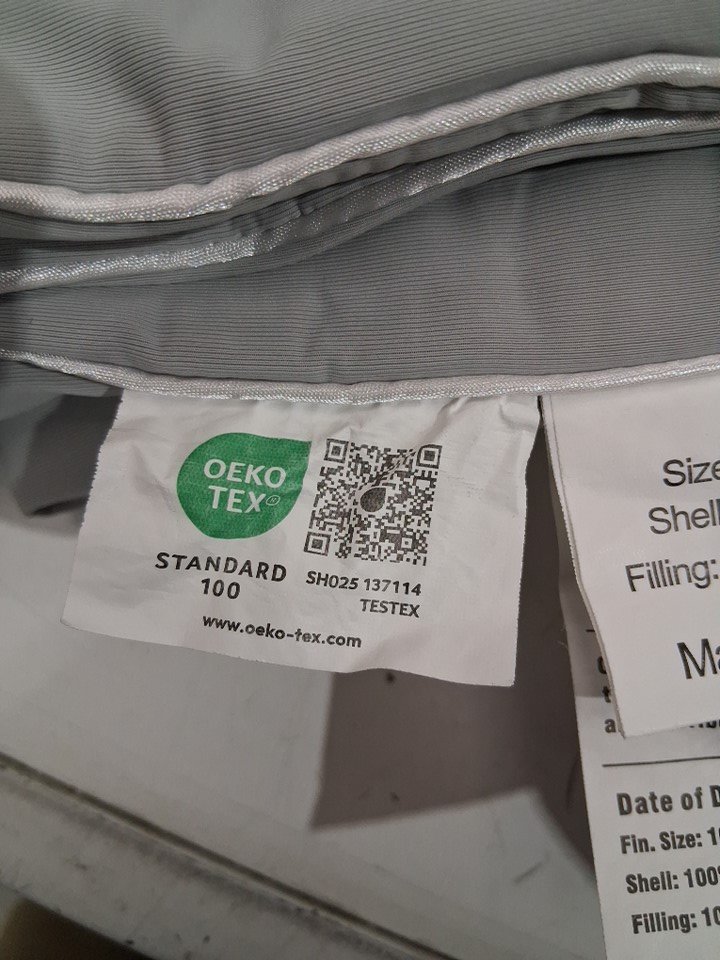 OEKO
TEX®
STANDARD
100
SH025 137114
TESTEX
www.oeko-tex.com
Size
Shell
Filling:
Date of
Fin. Size:
Shell: 100%
Filling: